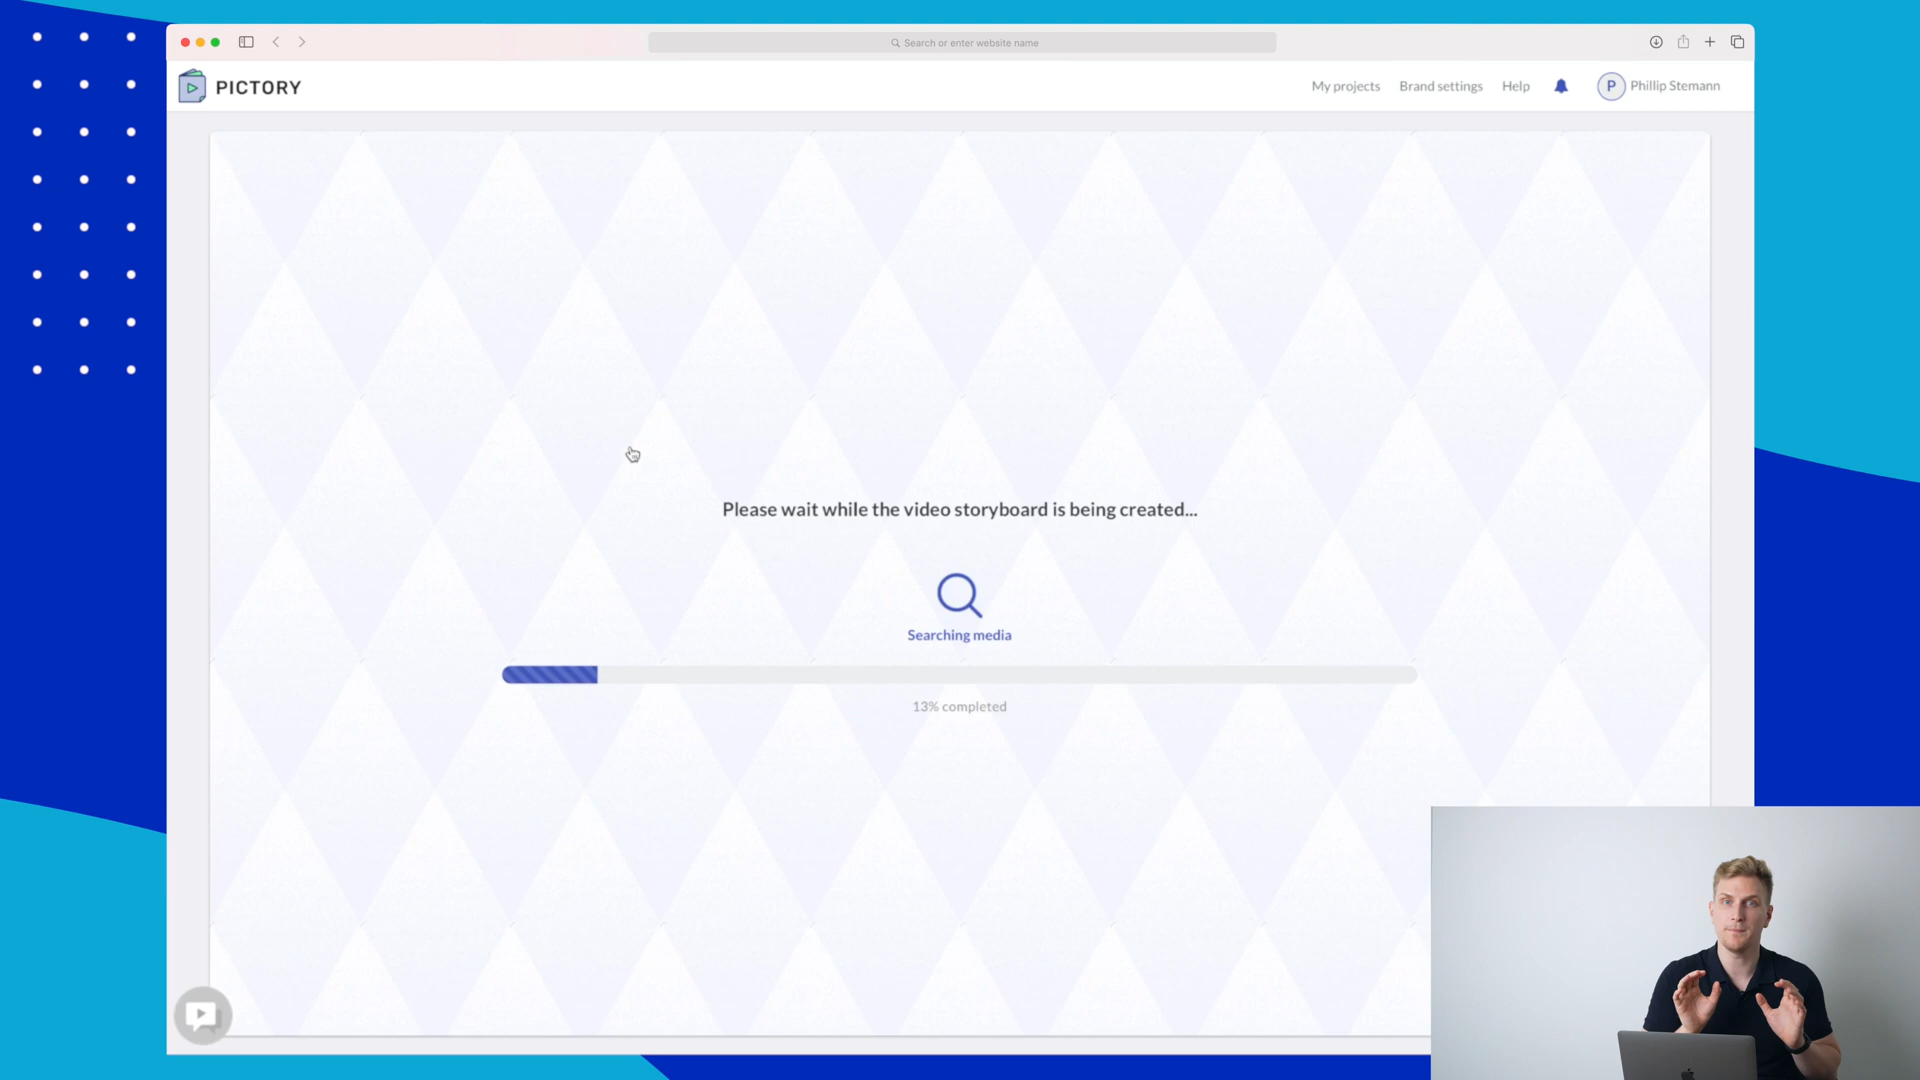 Search or enter website name
PICTORY
My projects
Brand settings
Help
P
Phillip Stemann
Please wait while the video storyboard is being created...
Searching media
13% completed